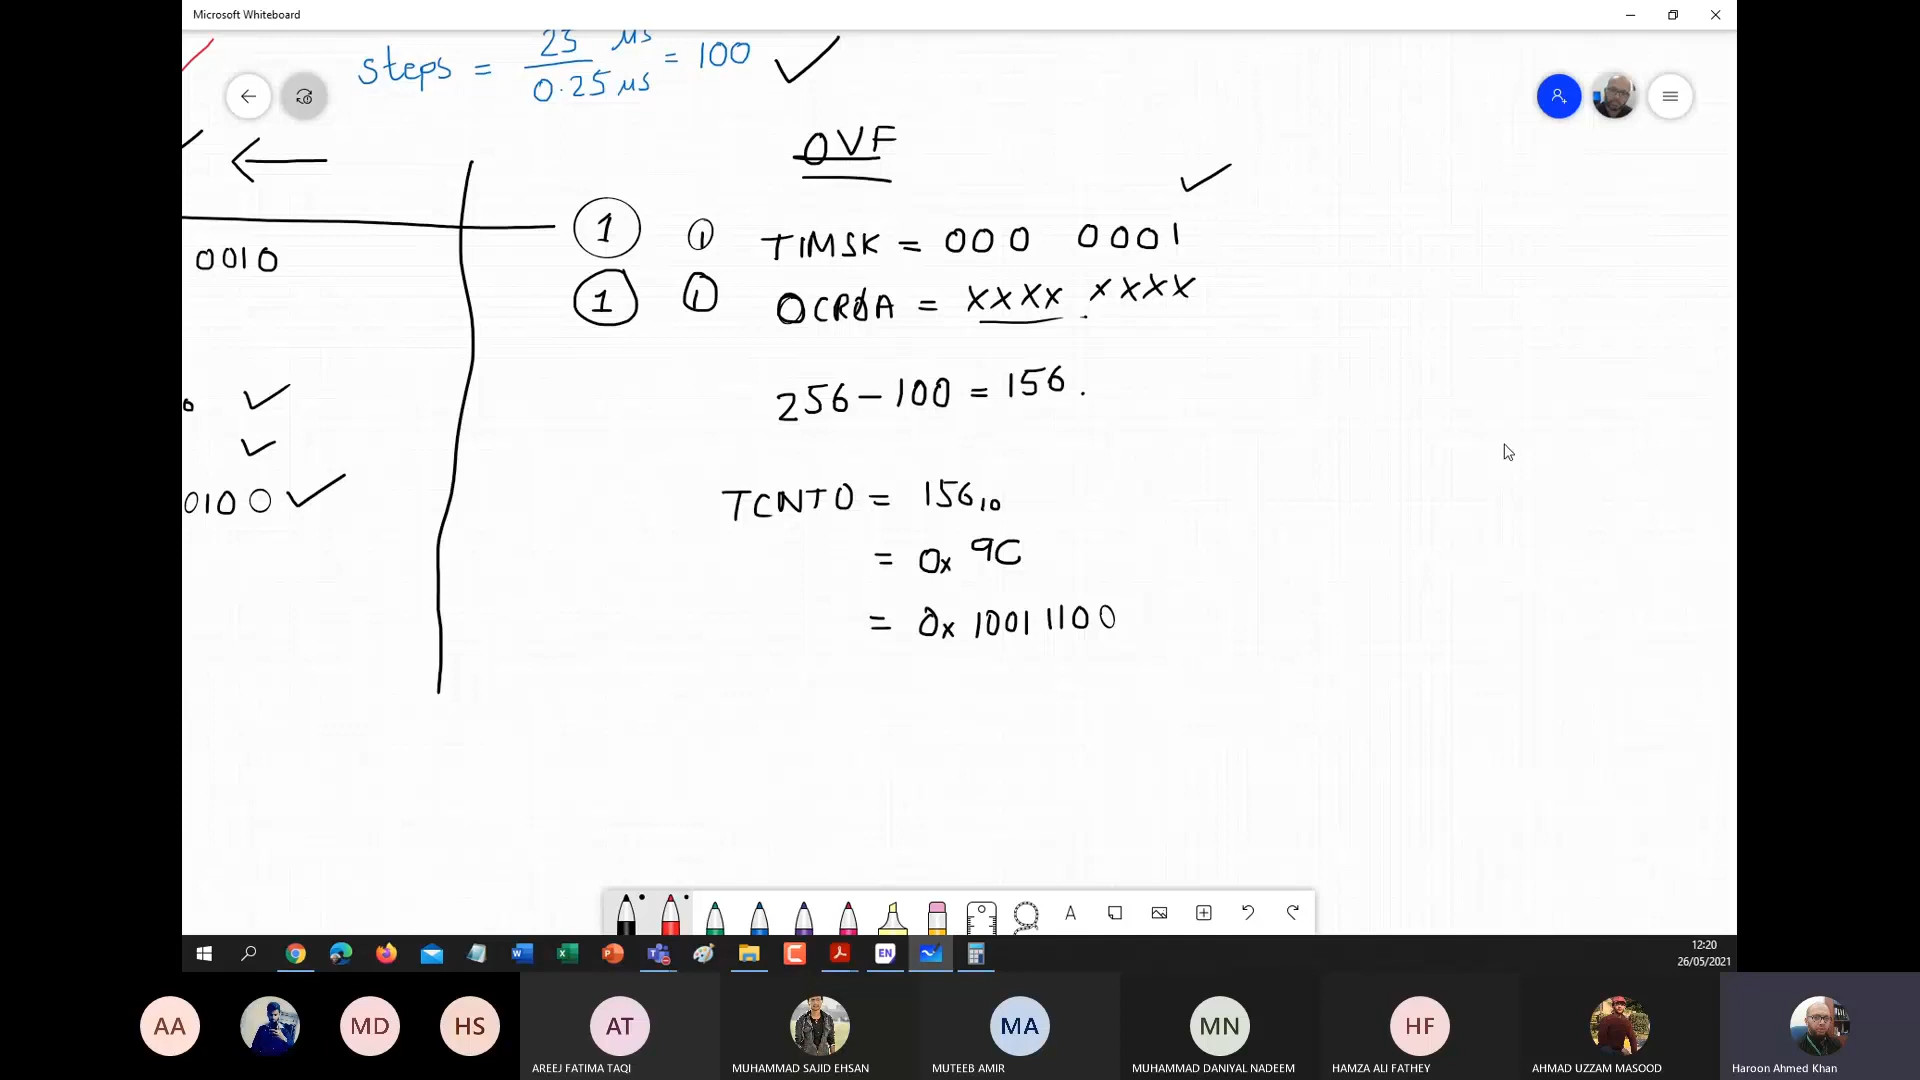 Microsoft Whiteboard
steps = 25 µs / 0.25 µs = 100
OVF
0010
1 1 TIMSK = 000 0001
1 1 OCR0A = XXXX XXXX
256 - 100 = 156.
010 0
TCNT0 = 156₁₀
= 0x 9C
= 0x 1001 1100
A
EN
12:20
26/05/2021
AA
MD
HS
AT
MA
MN
HF
AREEJ FATIMA TAQI
MUHAMMAD SAJID EHSAN
MUTEEB AMIR
MUHAMMAD DANIYAL NADEEM
HAMZA ALI FATHEY
AHMAD UZZAM MASOOD
Haroon Ahmed Khan